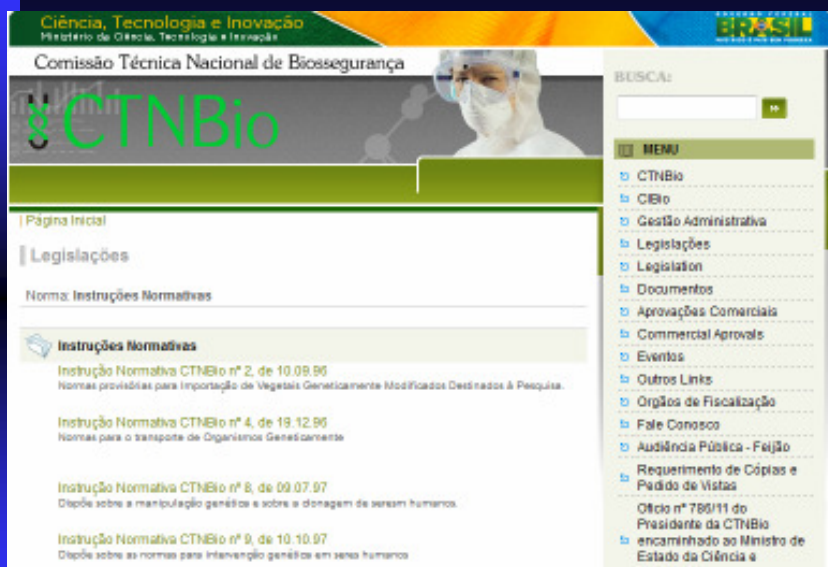 Ciência, Tecnologia e Inovação
Ministério da Ciência, Tecnologia e Inovação
BRASIL
Comissão Técnica Nacional de Biossegurança
CTNBio
BUSCA:
MENU
CTNBio
CIBio
Gestão Administrativa
Legislações
Legislation
Documentos
Aprovações Comerciais
Commercial Aprovals
Eventos
Outros Links
Orgãos de Fiscalização
Fale Conosco
Audiência Pública - Feijão
Requerimento de Cópias e
Pedido de Vistas
Oficio nº 786/11 do
Presidente da CTNBio
encaminhado ao Ministro de
Estado da Ciência e
| Página Inicial
Legislações
Norma: Instruções Normativas
Instruções Normativas
Instrução Normativa CTNBio nº 2, de 10.09.96
Normas provisórias para Importação de Vegetais Geneticamente Modificados Destinados à Pesquisa.
Instrução Normativa CTNBio nº 4, de 19.12.96
Normas para o transporte de Organismos Geneticamente
Instrução Normativa CTNBio nº 8, de 09.07.97
Dispõe sobre a manipulação genética e sobre a clonagem de seresm humanos.
Instrução Normativa CTNBio nº 9, de 10.10.97
Dispõe sobre as normas para intervenção genética em seres humanos